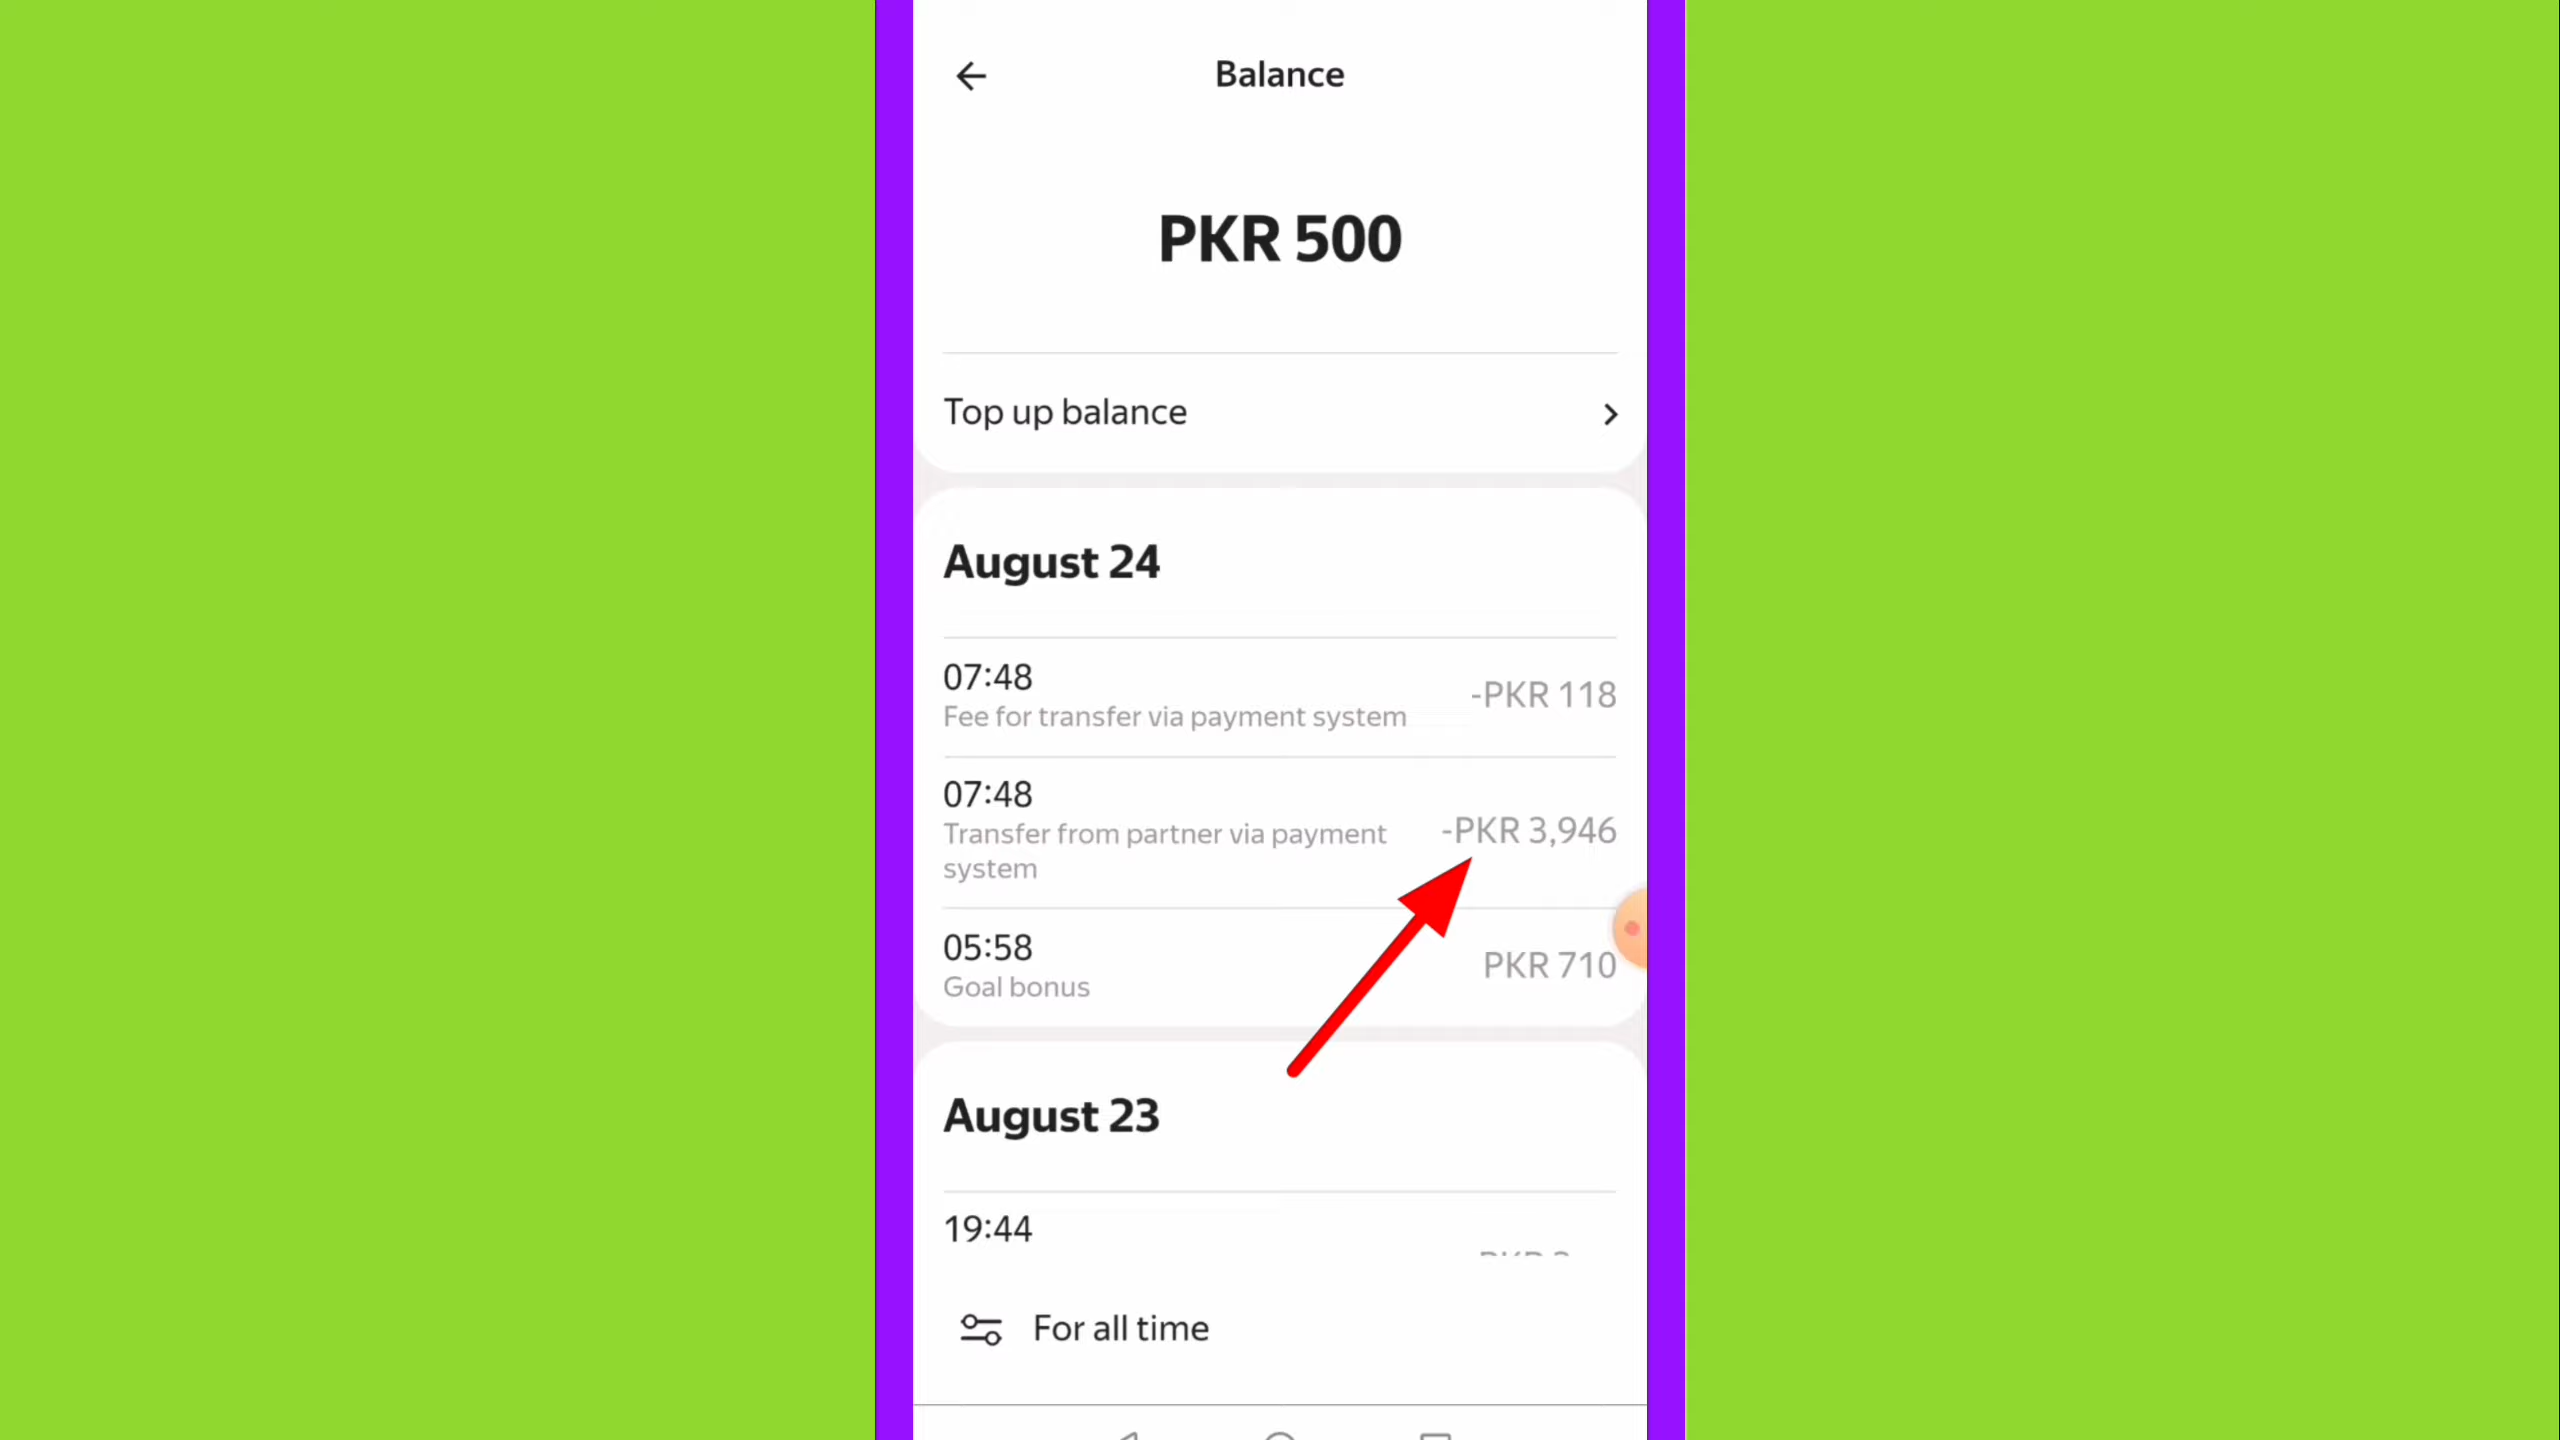 Balance
PKR 500
Top up balance
August 24
07:48
-PKR 118
Fee for transfer via payment system
07:48
Transfer from partner via payment
-PKR 3,946
system
05:58
PKR 710
Goal bonus
August 23
19:44
For all time